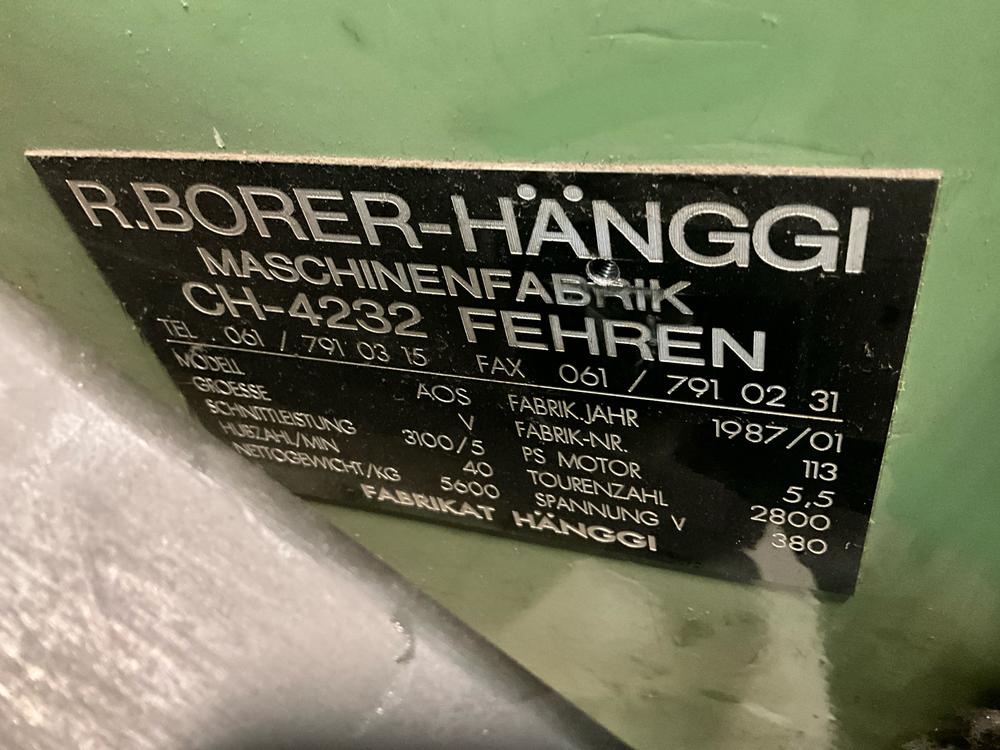 R.BORER-HÄNGGI
MASCHINENFABRIK
CH-4232 FEHREN
TEL. 061 / 791 03 15 FAX 061 / 791 02 31
MODELL AOS FABRIK.JAHR 1987/01
GROESSE V FABRIK-NR. 113
SCHNITTLEISTUNG 3100/5 PS MOTOR 5,5
HUBZAHL/MIN 40 TOURENZAHL 2800
NETTOGEWICHT/KG 5600 SPANNUNG V 380
FABRIKAT HÄNGGI